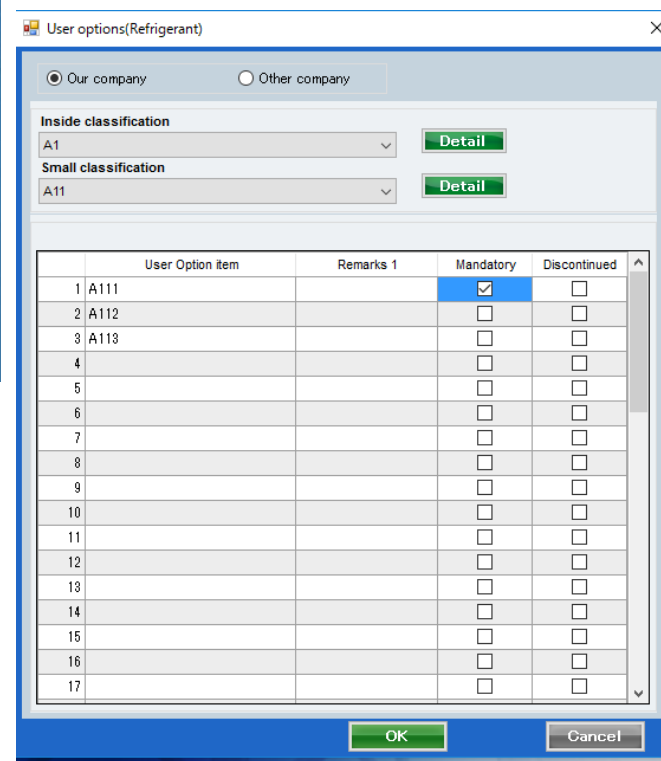 User options(Refrigerant)
Our company Other company
Inside classification
A1 Detail
Small classification
A11 Detail
User Option item Remarks 1 Mandatory Discontinued
1 A111
2 A112
3 A113
4
5
6
7
8
9
10
11
12
13
14
15
16
17
OK Cancel